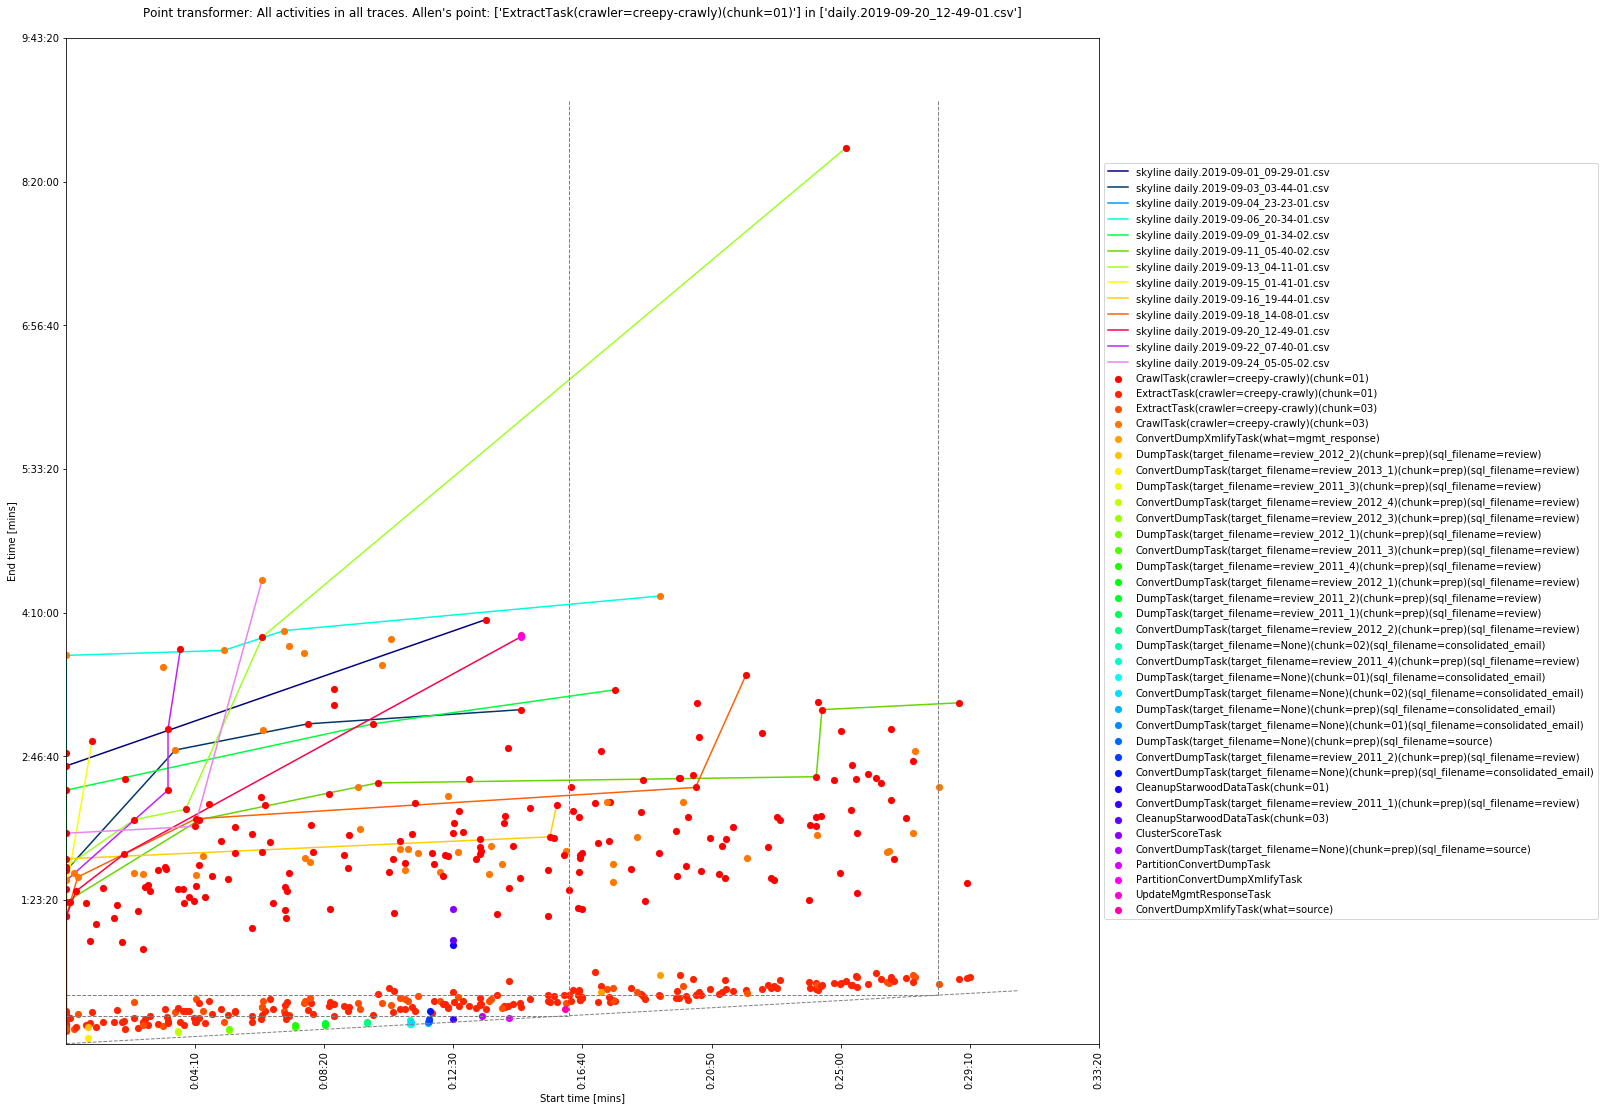 Point transformer: All activities in all traces. Allen's point: ['ExtractTask(crawler=creepy-crawly)(chunk=01)'] in ['daily.2019-09-20_12-49-01.csv']
9:43:20
8:20:00
6:56:40
5:33:20
4:10:00
2:46:40
1:23:20
End time [mins]
0:04:10
0:08:20
0:12:30
0:16:40
0:20:50
0:25:00
0:29:10
0:33:20
Start time [mins]
skyline daily.2019-09-01_09-29-01.csv
skyline daily.2019-09-03_03-44-01.csv
skyline daily.2019-09-04_23-23-01.csv
skyline daily.2019-09-06_20-34-01.csv
skyline daily.2019-09-09_01-34-02.csv
skyline daily.2019-09-11_05-40-02.csv
skyline daily.2019-09-13_04-11-01.csv
skyline daily.2019-09-15_01-41-01.csv
skyline daily.2019-09-16_19-44-01.csv
skyline daily.2019-09-18_14-08-01.csv
skyline daily.2019-09-20_12-49-01.csv
skyline daily.2019-09-22_07-40-01.csv
skyline daily.2019-09-24_05-05-02.csv
CrawlTask(crawler=creepy-crawly)(chunk=01)
ExtractTask(crawler=creepy-crawly)(chunk=01)
ExtractTask(crawler=creepy-crawly)(chunk=03)
CrawlTask(crawler=creepy-crawly)(chunk=03)
ConvertDumpXmlifyTask(what=mgmt_response)
DumpTask(target_filename=review_2012_2)(chunk=prep)(sql_filename=review)
ConvertDumpTask(target_filename=review_2013_1)(chunk=prep)(sql_filename=review)
DumpTask(target_filename=review_2011_3)(chunk=prep)(sql_filename=review)
ConvertDumpTask(target_filename=review_2012_4)(chunk=prep)(sql_filename=review)
ConvertDumpTask(target_filename=review_2012_3)(chunk=prep)(sql_filename=review)
DumpTask(target_filename=review_2012_1)(chunk=prep)(sql_filename=review)
ConvertDumpTask(target_filename=review_2011_3)(chunk=prep)(sql_filename=review)
DumpTask(target_filename=review_2011_4)(chunk=prep)(sql_filename=review)
ConvertDumpTask(target_filename=review_2012_1)(chunk=prep)(sql_filename=review)
DumpTask(target_filename=review_2011_2)(chunk=prep)(sql_filename=review)
DumpTask(target_filename=review_2011_1)(chunk=prep)(sql_filename=review)
ConvertDumpTask(target_filename=review_2012_2)(chunk=prep)(sql_filename=review)
DumpTask(target_filename=None)(chunk=02)(sql_filename=consolidated_email)
ConvertDumpTask(target_filename=review_2011_4)(chunk=prep)(sql_filename=review)
DumpTask(target_filename=None)(chunk=01)(sql_filename=consolidated_email)
ConvertDumpTask(target_filename=None)(chunk=02)(sql_filename=consolidated_email)
DumpTask(target_filename=None)(chunk=prep)(sql_filename=consolidated_email)
ConvertDumpTask(target_filename=None)(chunk=01)(sql_filename=consolidated_email)
DumpTask(target_filename=None)(chunk=prep)(sql_filename=source)
ConvertDumpTask(target_filename=review_2011_2)(chunk=prep)(sql_filename=review)
ConvertDumpTask(target_filename=None)(chunk=prep)(sql_filename=consolidated_email)
CleanupStarwoodDataTask(chunk=01)
ConvertDumpTask(target_filename=review_2011_1)(chunk=prep)(sql_filename=review)
CleanupStarwoodDataTask(chunk=03)
ClusterScoreTask
ConvertDumpTask(target_filename=None)(chunk=prep)(sql_filename=source)
PartitionConvertDumpTask
PartitionConvertDumpXmlifyTask
UpdateMgmtResponseTask
ConvertDumpXmlifyTask(what=source)